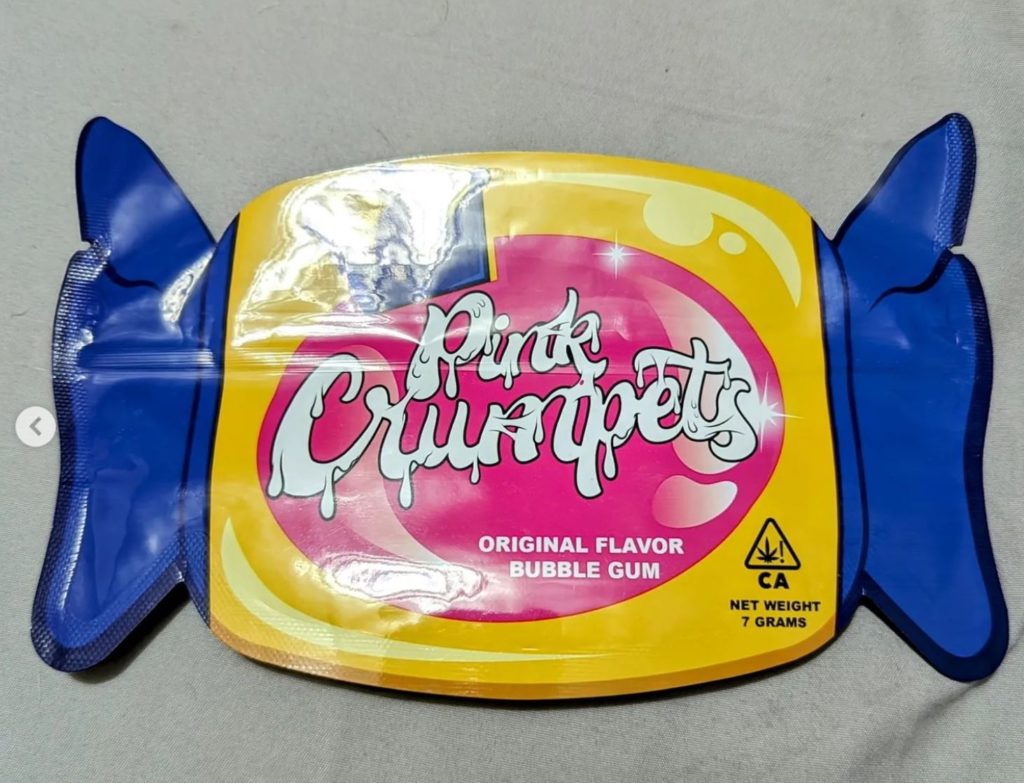 Pink
Crumpets
ORIGINAL FLAVOR
BUBBLE GUM
!
CA
NET WEIGHT
7 GRAMS